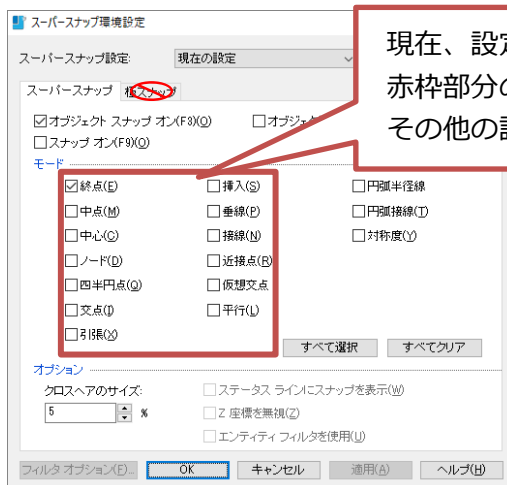 スーパースナップ環境設定
スーパースナップ設定: 現在の設定
スーパースナップ 極スナップ
オブジェクト スナップ オン(F3)(O)
スナップ オン(F9)(O)
モード
終点(E) 挿入(S) 円弧半径線
中点(M) 垂線(P) 円弧接線(T)
中心(C) 接線(N) 対称度(Y)
ノード(D) 近接点(R)
四半円点(Q) 仮想交点
交点(I) 平行(L)
引張(X)
すべて選択 すべてクリア
オプション
クロスヘアのサイズ: ステータス ラインにスナップを表示(W)
5 % Z 座標を無視(Z)
エンティティ フィルタを使用(U)
フィルタ オプション(F)... OK キャンセル 適用(A) ヘルプ(H)
現在、設
赤枠部分
その他の